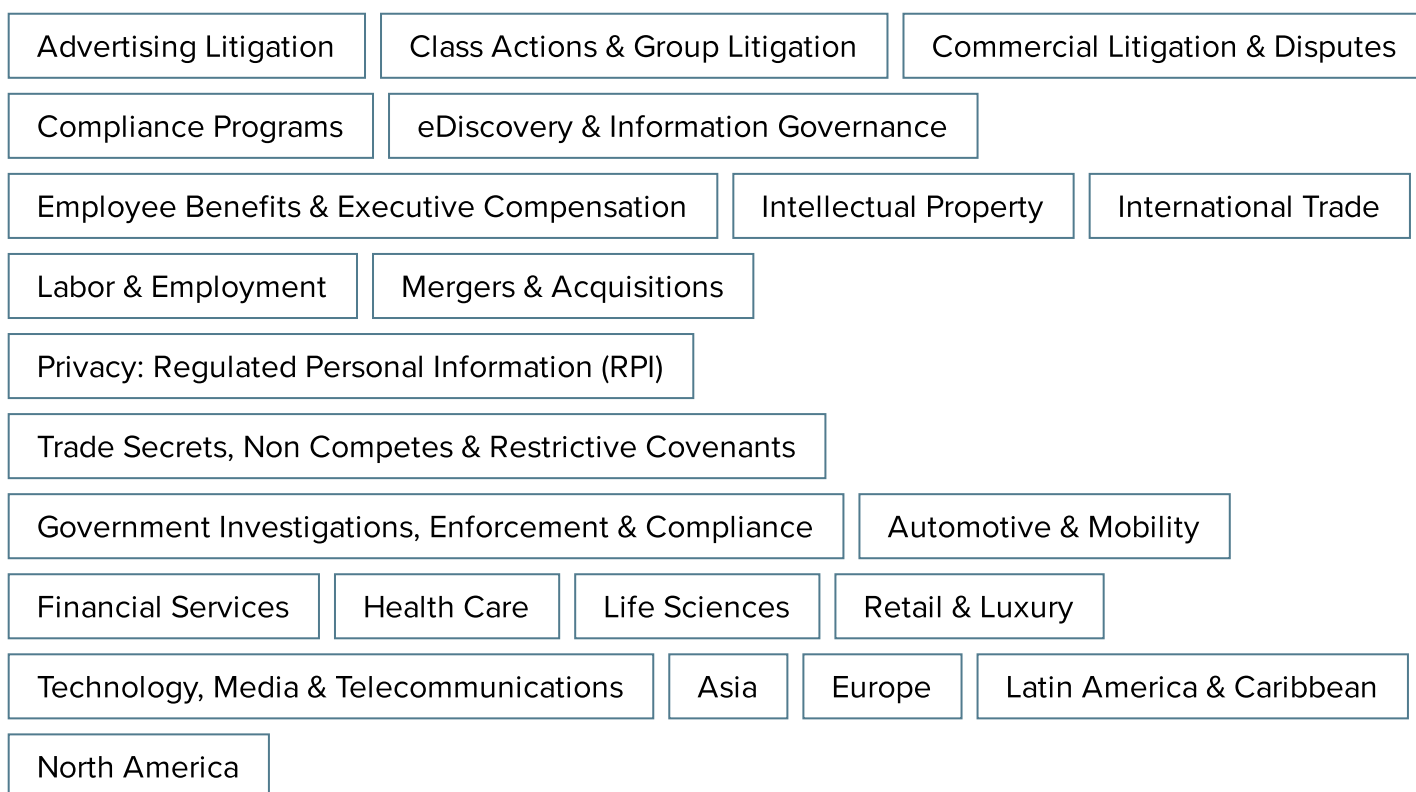 Advertising Litigation Class Actions & Group Litigation Commercial Litigation & Disputes
Compliance Programs eDiscovery & Information Governance
Employee Benefits & Executive Compensation Intellectual Property International Trade
Labor & Employment Mergers & Acquisitions
Privacy: Regulated Personal Information (RPI)
Trade Secrets, Non Competes & Restrictive Covenants
Government Investigations, Enforcement & Compliance Automotive & Mobility
Financial Services Health Care Life Sciences Retail & Luxury
Technology, Media & Telecommunications Asia Europe Latin America & Caribbean
North America